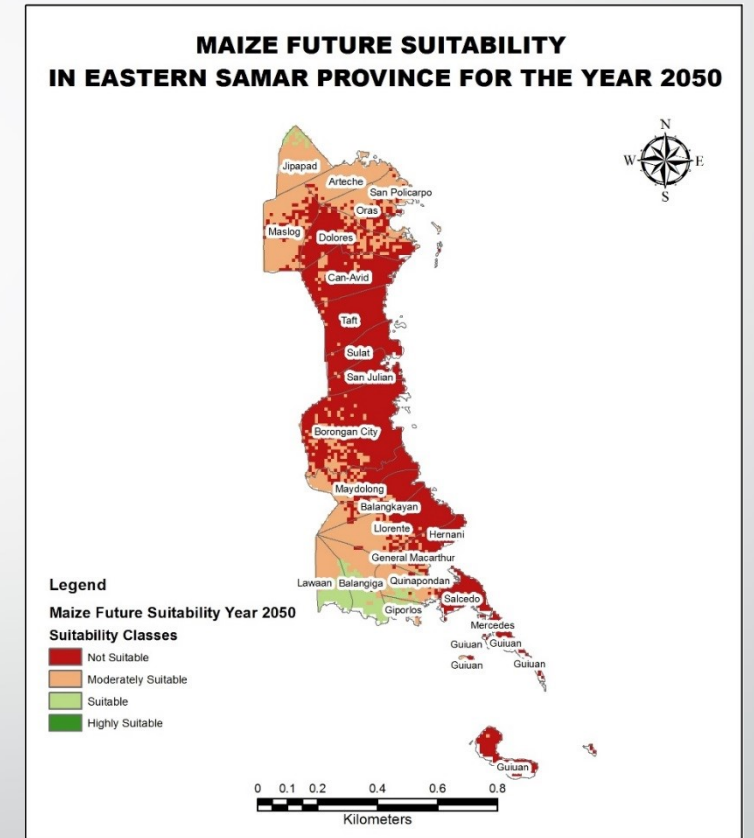 MAIZE FUTURE SUITABILITY
IN EASTERN SAMAR PROVINCE FOR THE YEAR 2050
N
W E
S
Jipapad
Arteche
San Policarpo
Oras
Maslog
Dolores
Can-Avid
Taft
Sulat
San Julian
Borongan City
Maydolong
Balangkayan
Llorente
Hernani
General Macarthur
Lawaan Balangiga Quinapondan
Salcedo
Giporlos
Mercedes
Guiuan Guiuan
Guiuan Guiuan
Guiuan
Legend
Maize Future Suitability Year 2050
Suitability Classes
Not Suitable
Moderately Suitable
Suitable
Highly Suitable
0 0.1 0.2 0.4 0.6 0.8
Kilometers